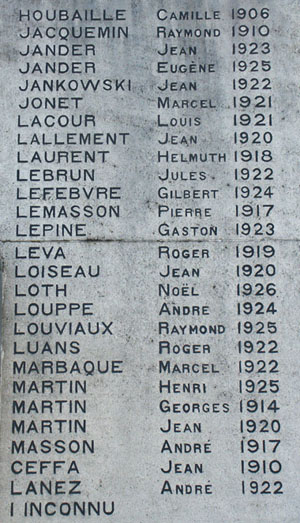 HOUBAILLE CAMILLE 1906
JACQUEMIN RAYMOND 1910
JANDER JEAN 1923
JANDER EUGÈNE 1925
JANKOWSKI JEAN 1922
JONET MARCEL 1921
LACOUR LOUIS 1921
LALLEMENT JEAN 1920
LAURENT HELMUTH 1918
LEBRUN JULES 1922
LEFEBVRE GILBERT 1924
LEMASSON PIERRE 1917
LEPINE GASTON 1923
LEVA ROGER 1919
LOISEAU JEAN 1920
LOTH NOËL 1926
LOUPPE ANDRE 1924
LOUVIAUX RAYMOND 1925
LUANS ROGER 1922
MARBAQUE MARCEL 1922
MARTIN HENRI 1925
MARTIN GEORGES 1914
MARTIN JEAN 1920
MASSON ANDRÉ 1917
CEFFA JEAN 1910
LANEZ ANDRÉ 1922
1 INCONNU